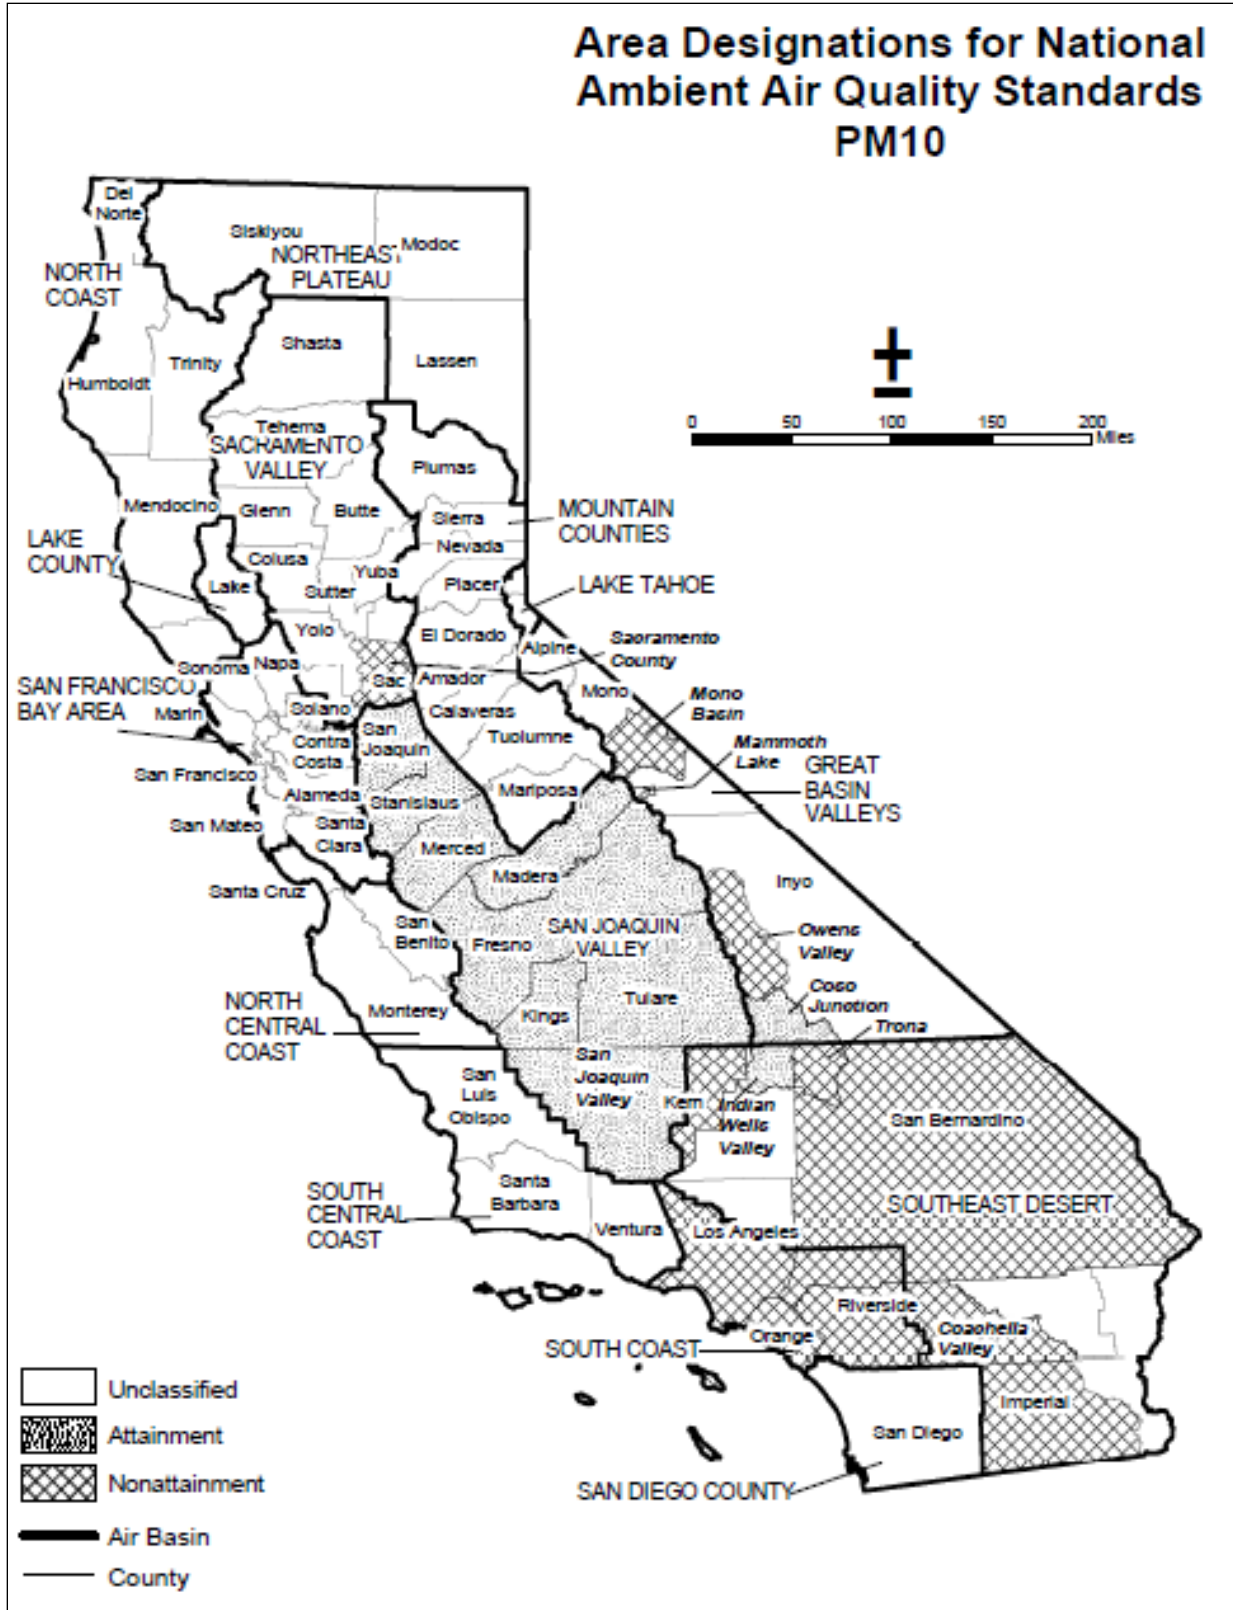 Area Designations for National
Ambient Air Quality Standards
PM10
Del
Norte
Siskiyou
Modoc
NORTHEAST
PLATEAU
NORTH
COAST
Shasta
Trinity
Lassen
Humboldt
0 50 100 150 200
Miles
Tehema
SACRAMENTO
VALLEY
Plumas
Mendocino
Glenn
Butte
Sierra
MOUNTAIN
COUNTIES
Nevada
LAKE
COUNTY
Colusa
Yuba
Lake
Sutter
Placer
LAKE TAHOE
Yolo
El Dorado
Alpine
Sacramento
County
Sonoma
Napa
Sac
Amador
Mono
Mono
Basin
SAN FRANCISCO
BAY AREA
Marin
Solano
Calaveras
San
Joaquin
Tuolumne
Mammoth
Lake
Contra
Costa
GREAT
BASIN
VALLEYS
San Francisco
Alameda
Stanislaus
Mariposa
San Mateo
Santa
Clara
Merced
Madera
Inyo
Santa Cruz
San
Benito
Fresno
SAN JOAQUIN
VALLEY
Owens
Valley
Coso
Junction
Tulare
Monterey
Kings
Trona
NORTH
CENTRAL
COAST
San
Joaquin
Valley
San
Luis
Obispo
Kern
Indian
Wells
Valley
San Bernardino
Santa
Barbara
SOUTH
CENTRAL
COAST
Ventura
Los Angeles
SOUTHEAST DESERT
Riverside
Orange
Coachella
Valley
SOUTH COAST
Imperial
San Diego
SAN DIEGO COUNTY
Unclassified
Attainment
Nonattainment
Air Basin
County